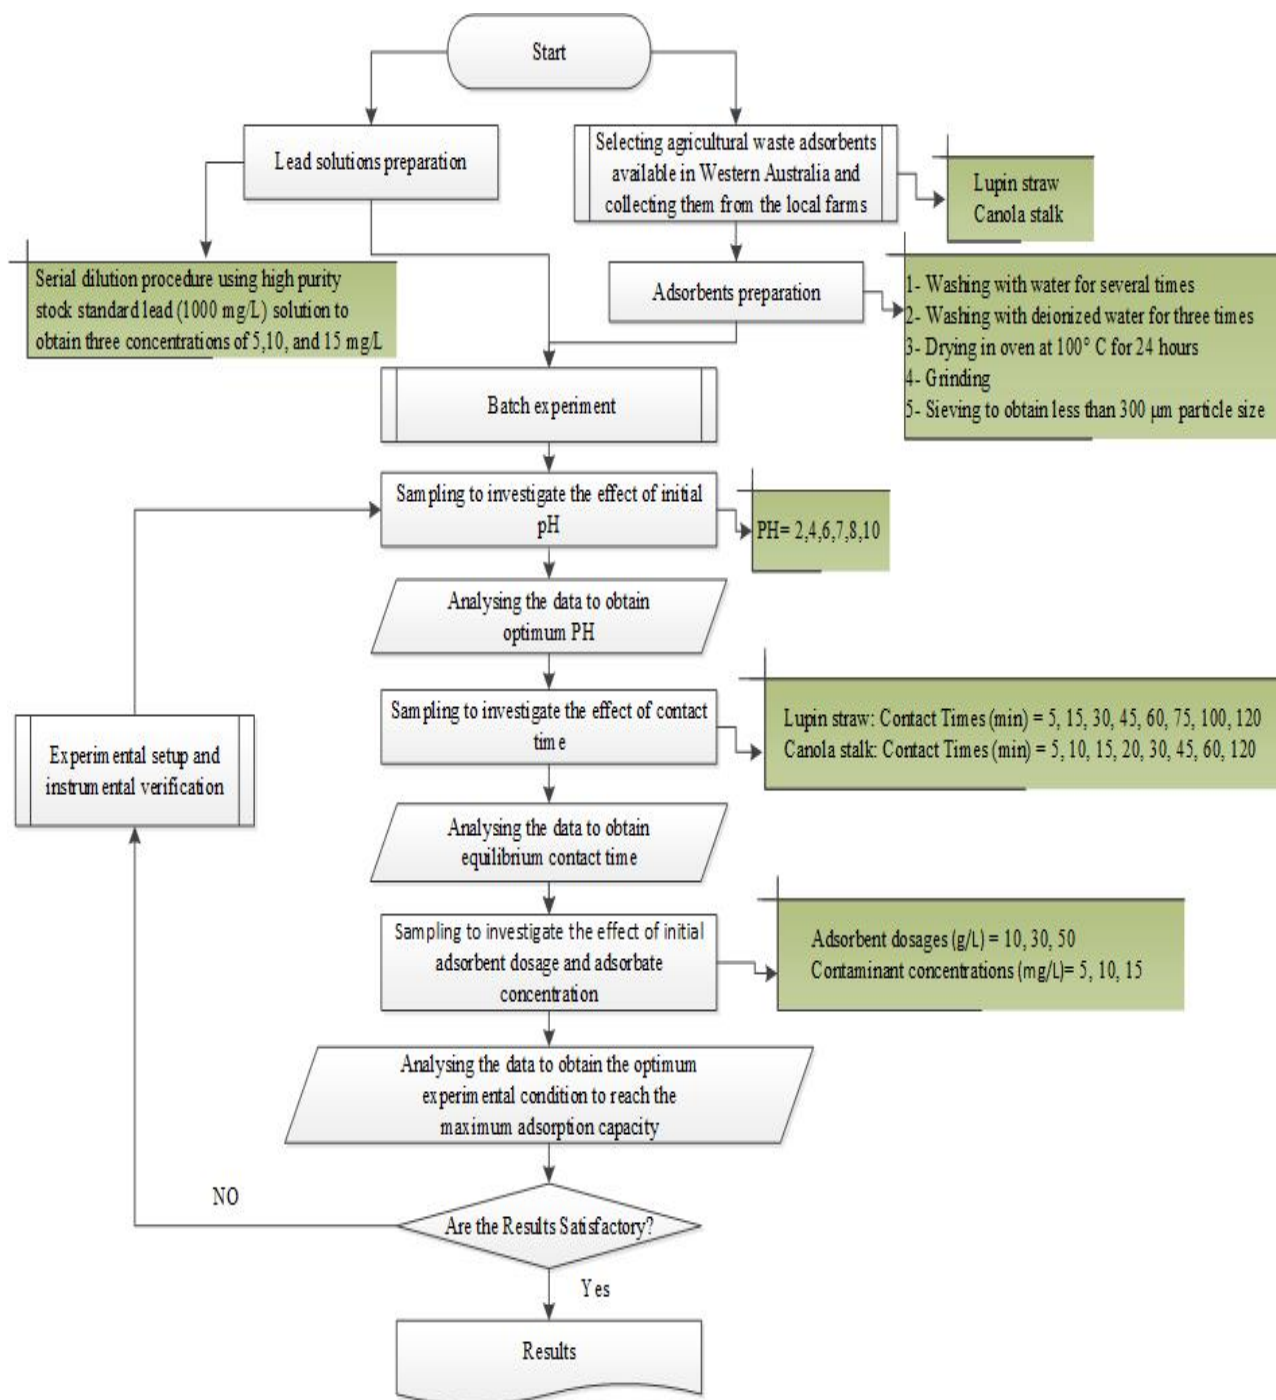 Start
Lead solutions preparation
Selecting agricultural waste adsorbents
available in Western Australia and
collecting them from the local farms
Lupin straw
Canola stalk
Serial dilution procedure using high purity
stock standard lead (1000 mg/L) solution to
obtain three concentrations of 5,10, and 15 mg/L
Adsorbents preparation
1- Washing with water for several times
2- Washing with deionized water for three times
3- Drying in oven at 100° C for 24 hours
4- Grinding
5- Sieving to obtain less than 300 µm particle size
Batch experiment
Sampling to investigate the effect of initial
pH
PH= 2,4,6,7,8,10
Analysing the data to obtain
optimum PH
Sampling to investigate the effect of contact
time
Lupin straw: Contact Times (min) = 5, 15, 30, 45, 60, 75, 100, 120
Canola stalk: Contact Times (min) = 5, 10, 15, 20, 30, 45, 60, 120
Experimental setup and
instrumental verification
Analysing the data to obtain
equilibrium contact time
Sampling to investigate the effect of initial
adsorbent dosage and adsorbate
concentration
Adsorbent dosages (g/L) = 10, 30, 50
Contaminant concentrations (mg/L)= 5, 10, 15
Analysing the data to obtain the optimum
experimental condition to reach the
maximum adsorption capacity
NO
Are the Results Satisfactory?
Yes
Results